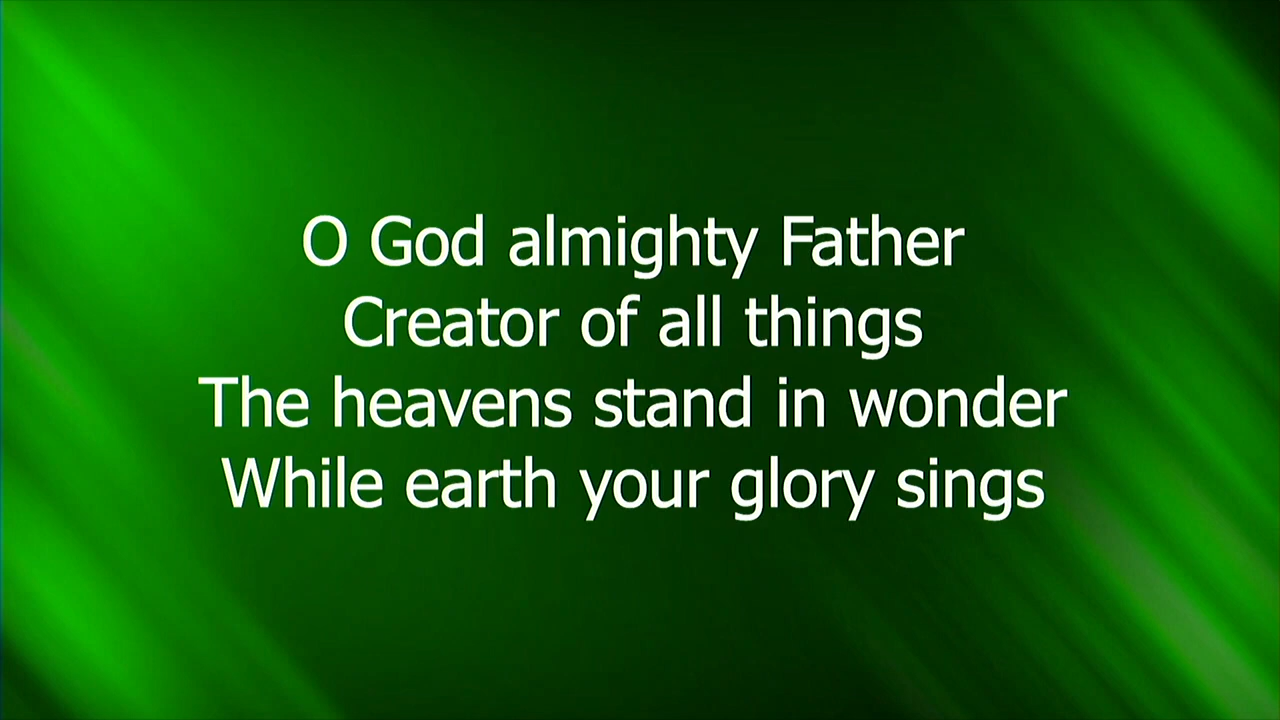 O God almighty Father
Creator of all things
The heavens stand in wonder
While earth your glory sings